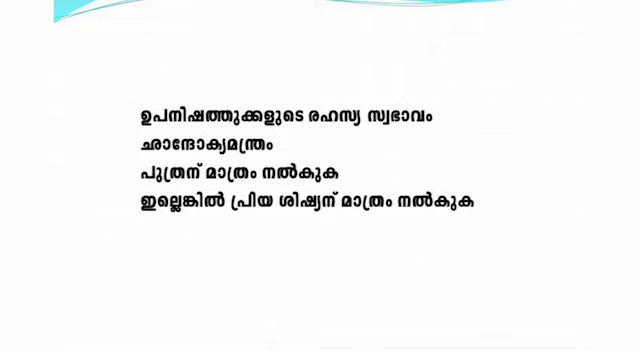 ഉപനിഷത്തുക്കളുടെ രഹസ്യ സ്വഭാവം
ഛാന്ദോക്യമന്ത്രം
പുത്രന് മാത്രം നൽകുക
ഇല്ലെങ്കിൽ പ്രിയ ശിഷ്യന് മാത്രം നൽകുക